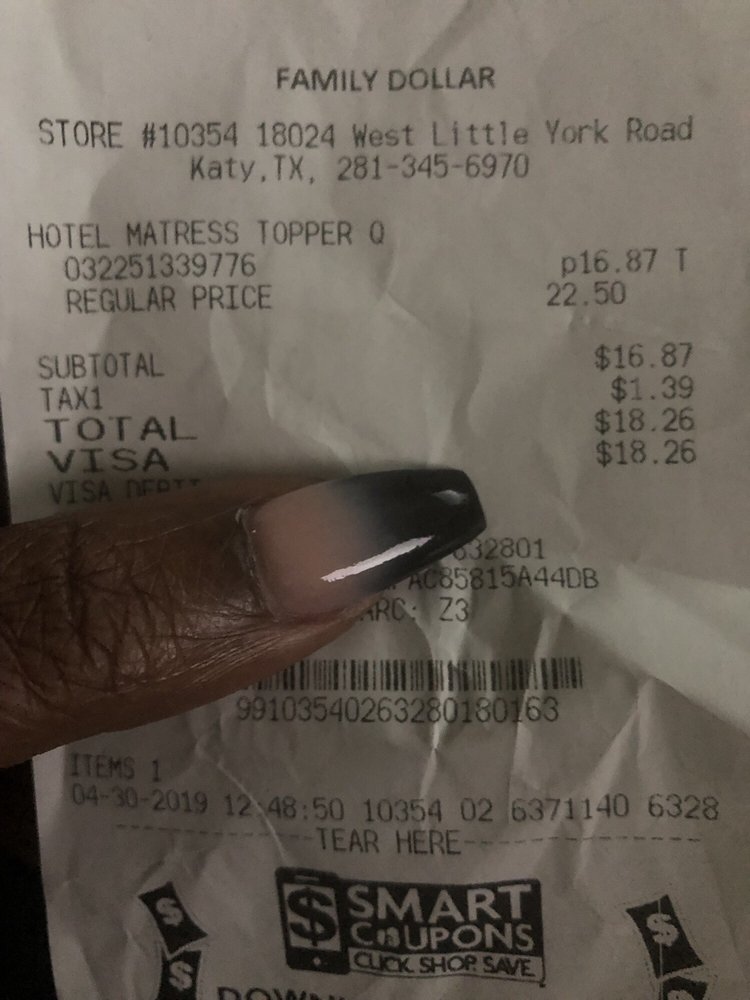 FAMILY DOLLAR
STORE #10354 18024 West Little York Road
Katy,TX, 281-345-6970
HOTEL MATRESS TOPPER Q
032251339776 p16.87 T
REGULAR PRICE 22.50
SUBTOTAL $16.87
TAX1 $1.39
TOTAL $18.26
VISA $18.26
VISA
632801
AC85815A44DB
ARC: Z3
99103540263280180163
ITEMS 1
04-30-2019 12:48:50 10354 02 6371140 6328
TEAR HERE
SMART
COUPONS
CLICK. SHOP. SAVE.